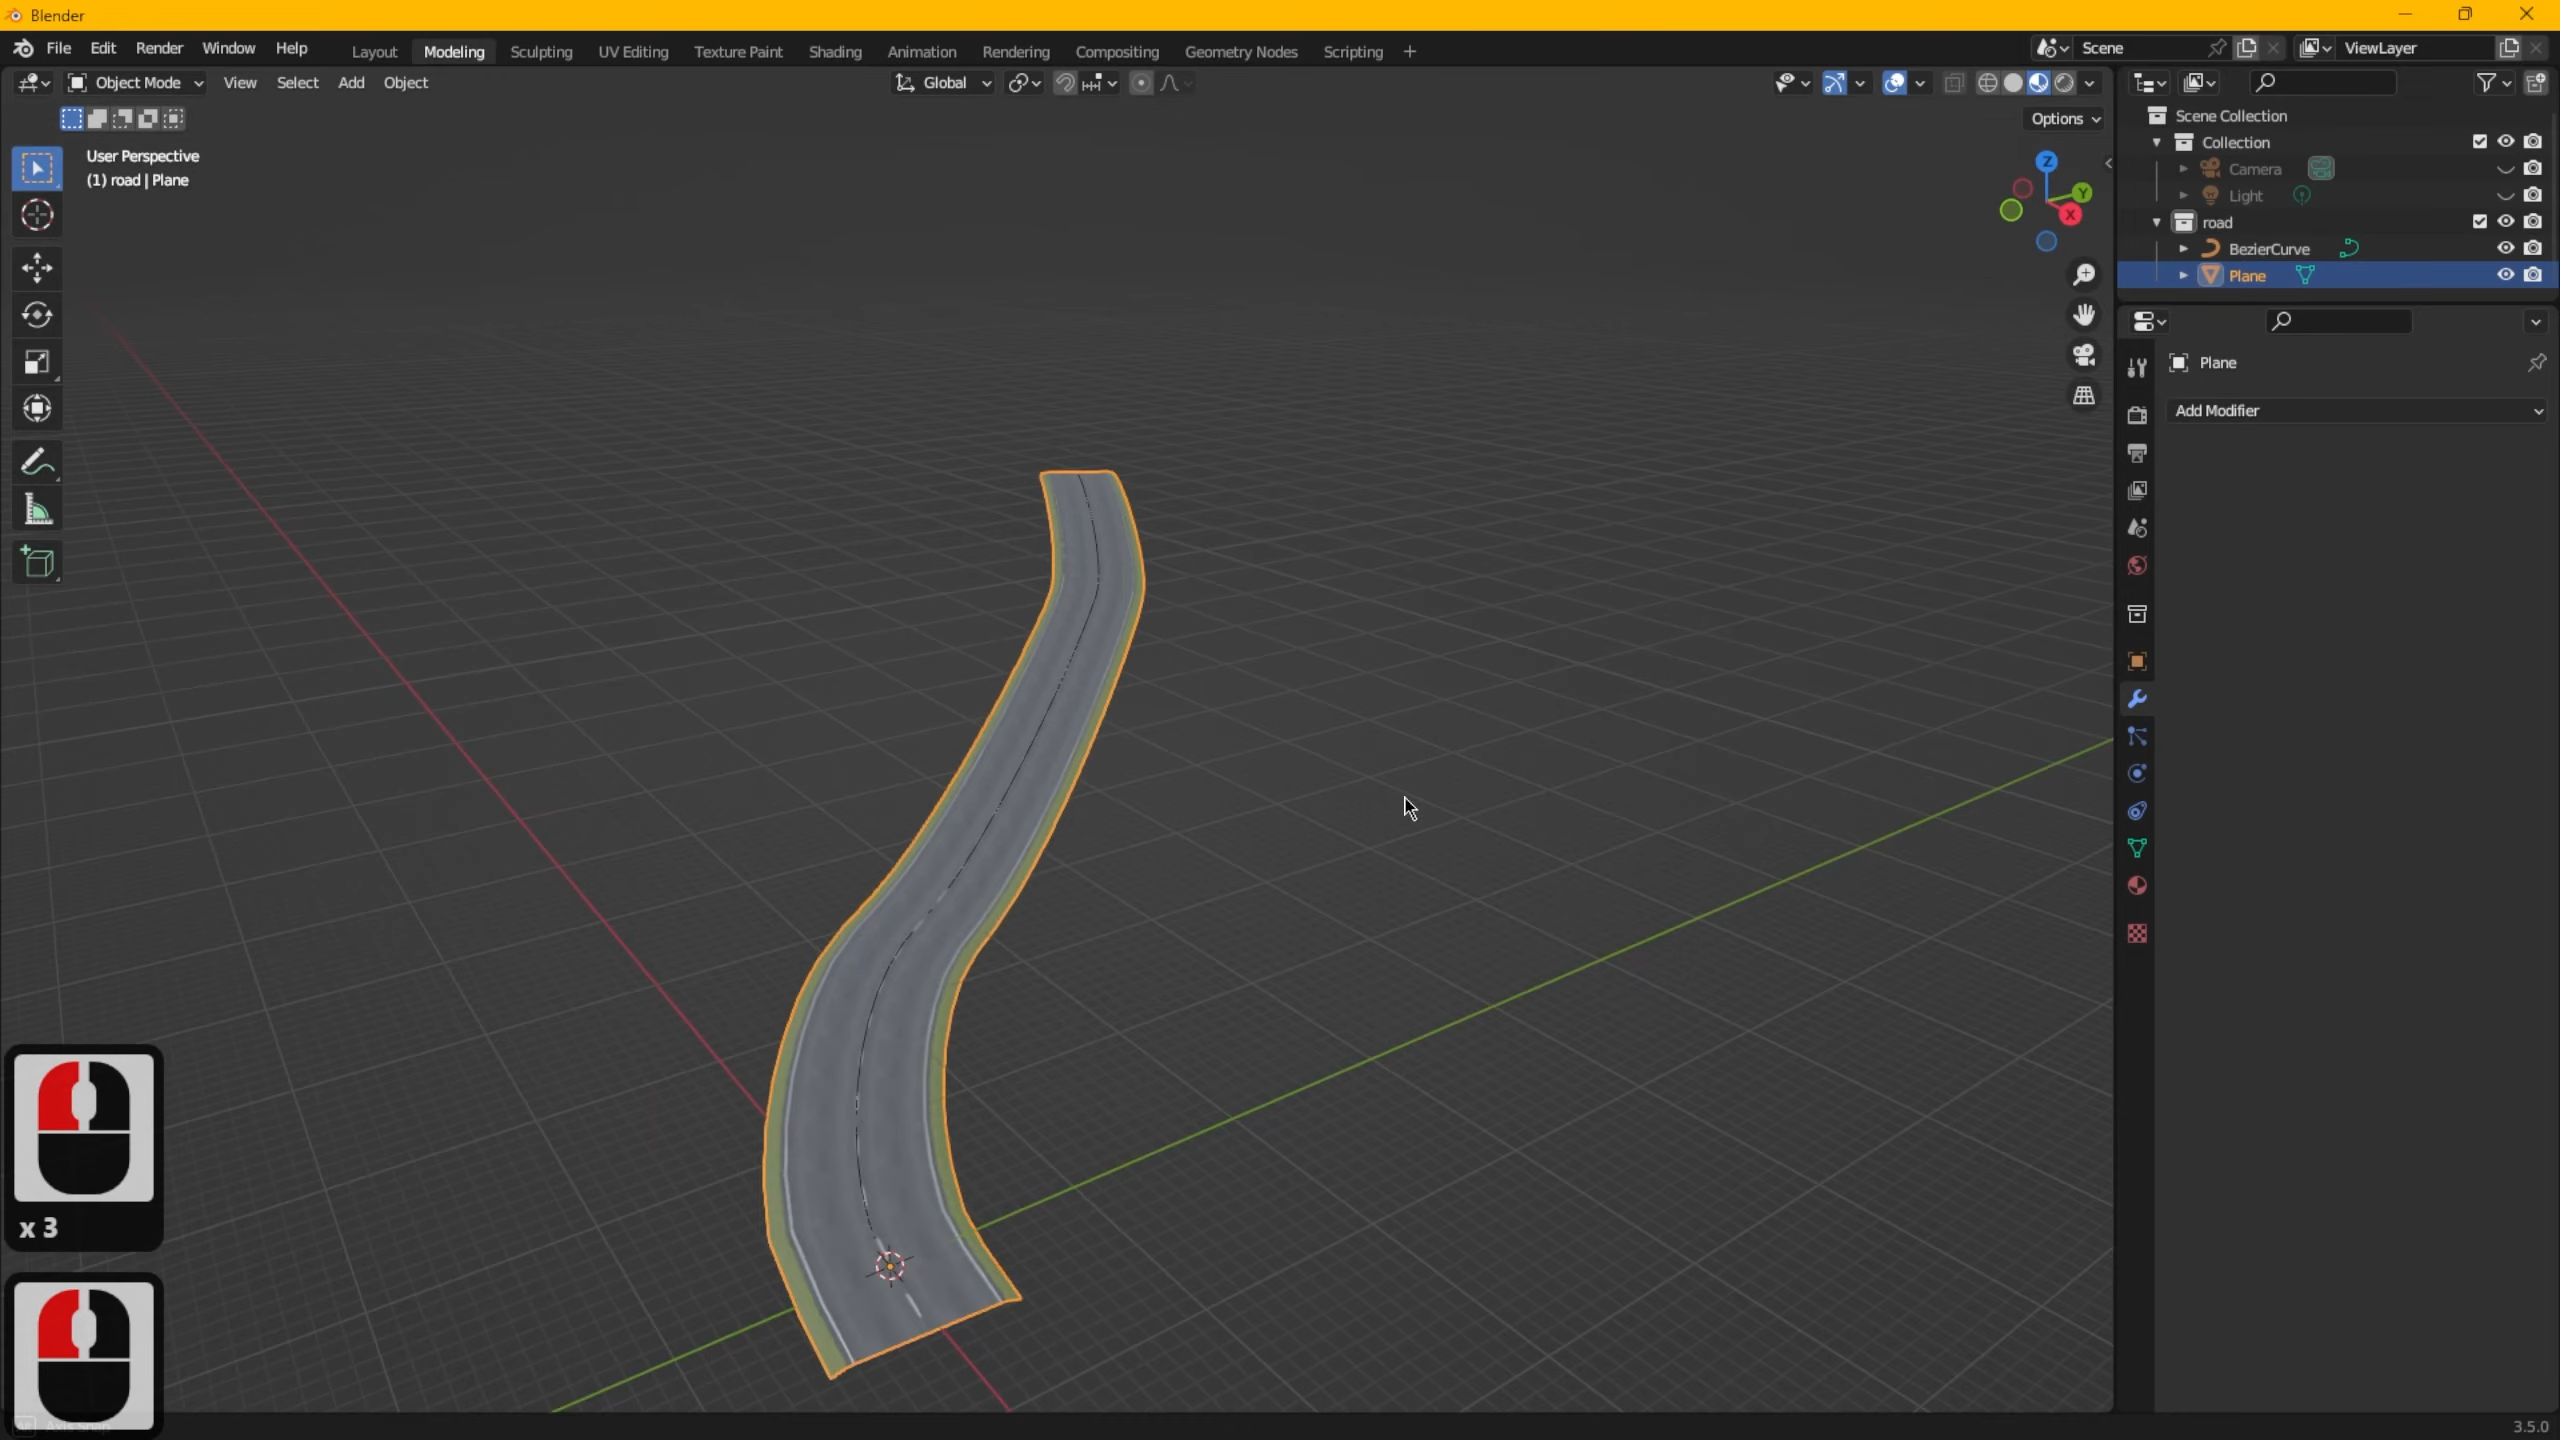 Blender
File Edit Render Window Help Layout Modeling Sculpting UV Editing Texture Paint Shading Animation Rendering Compositing Geometry Nodes Scripting + Scene ViewLayer
Object Mode View Select Add Object Global
Options
User Perspective
(1) road | Plane
Z
Y
X
Scene Collection
Collection
Camera
Light
road
BezierCurve
Plane
Plane
Add Modifier
x 3
Axis Snap
3.5.0